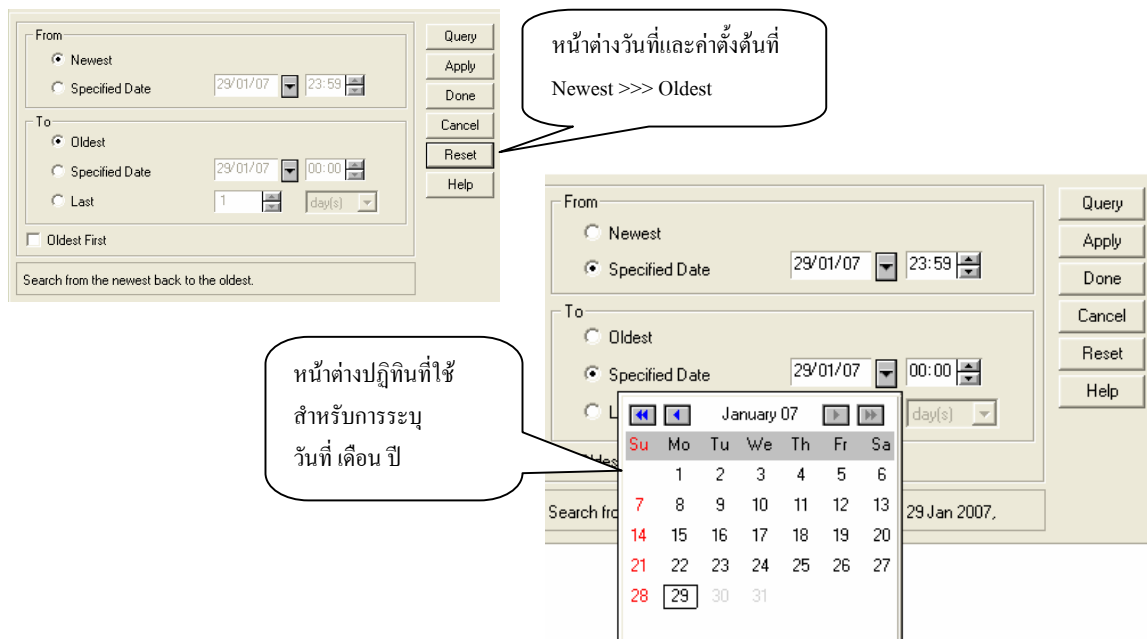 From
Newest
Specified Date 29/01/07 23:59
To
Oldest
Specified Date 29/01/07 00:00
Last 1 day(s)
Oldest First
Search from the newest back to the oldest.
Query
Apply
Done
Cancel
Reset
Help
หน้าต่างวันที่และค่าตั้งต้นที่
Newest >>> Oldest
From
Newest
Specified Date 29/01/07 23:59
To
Oldest
Specified Date 29/01/07 00:00
L day(s)
Query
Apply
Done
Cancel
Reset
Help
January 07
Su Mo Tu We Th Fr Sa
1 2 3 4 5 6
7 8 9 10 11 12 13
14 15 16 17 18 19 20
21 22 23 24 25 26 27
28 29 30 31
Search fro 29 Jan 2007,
หน้าต่างปฏิทินที่ใช้
สำหรับการระบุ
วันที่ เดือน ปี